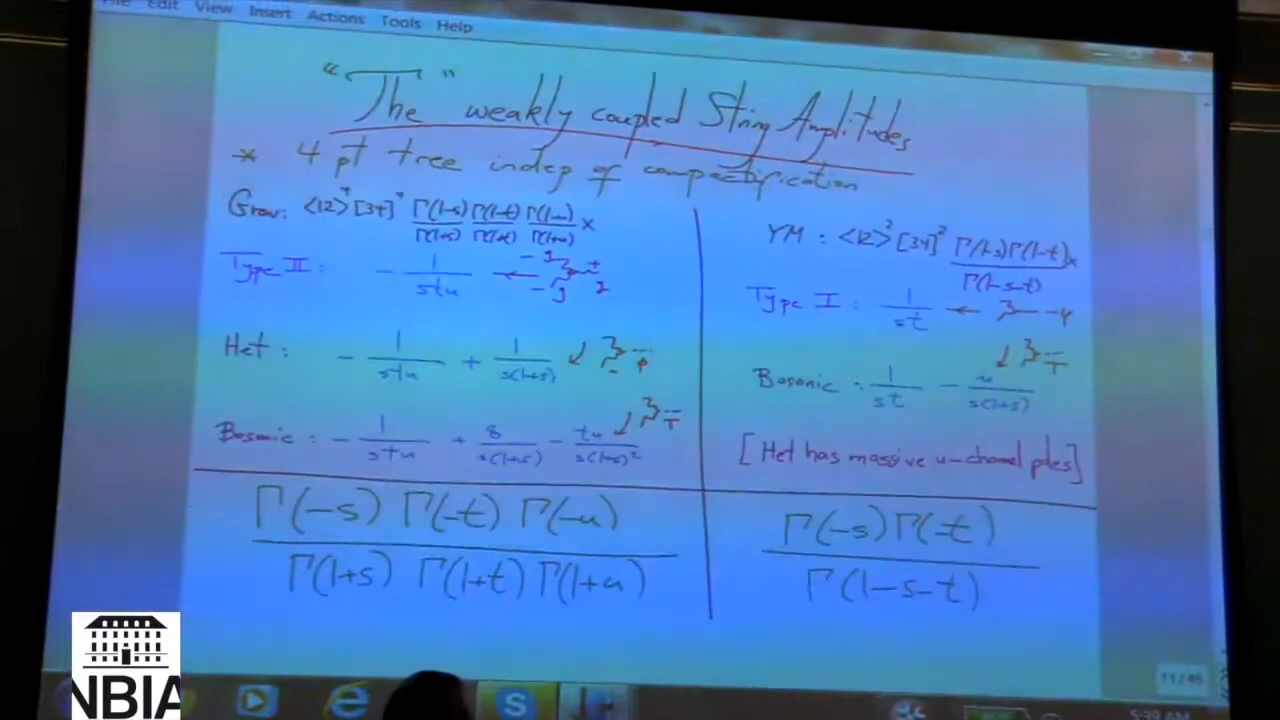 File Edit View Insert Actions Tools Help
"The" weakly coupled String Amplitudes
* 4 pt tree indep of compactification
Grav: <12>⁴[34]⁴ Γ(1-s)Γ(1-t)Γ(1-u) / Γ(1+s)Γ(1+t)Γ(1+u) ×
Type II: - 1/stu ←
Het: - 1/stu + 1/s(1+s)
Bosonic: - 1/stu + 8/s(1+s) - tu/s(1+s)²
Γ(-s) Γ(-t) Γ(-u)
Γ(1+s) Γ(1+t) Γ(1+u)
YM: <12>²[34]² Γ(1-s)Γ(1-t) / Γ(1-s-t) ×
Type I: 1/st ←
Bosonic: 1/st - u/s(1+s)
[Het has massive u-channel poles]
Γ(-s)Γ(-t)
Γ(1-s-t)
11/45
NBIA